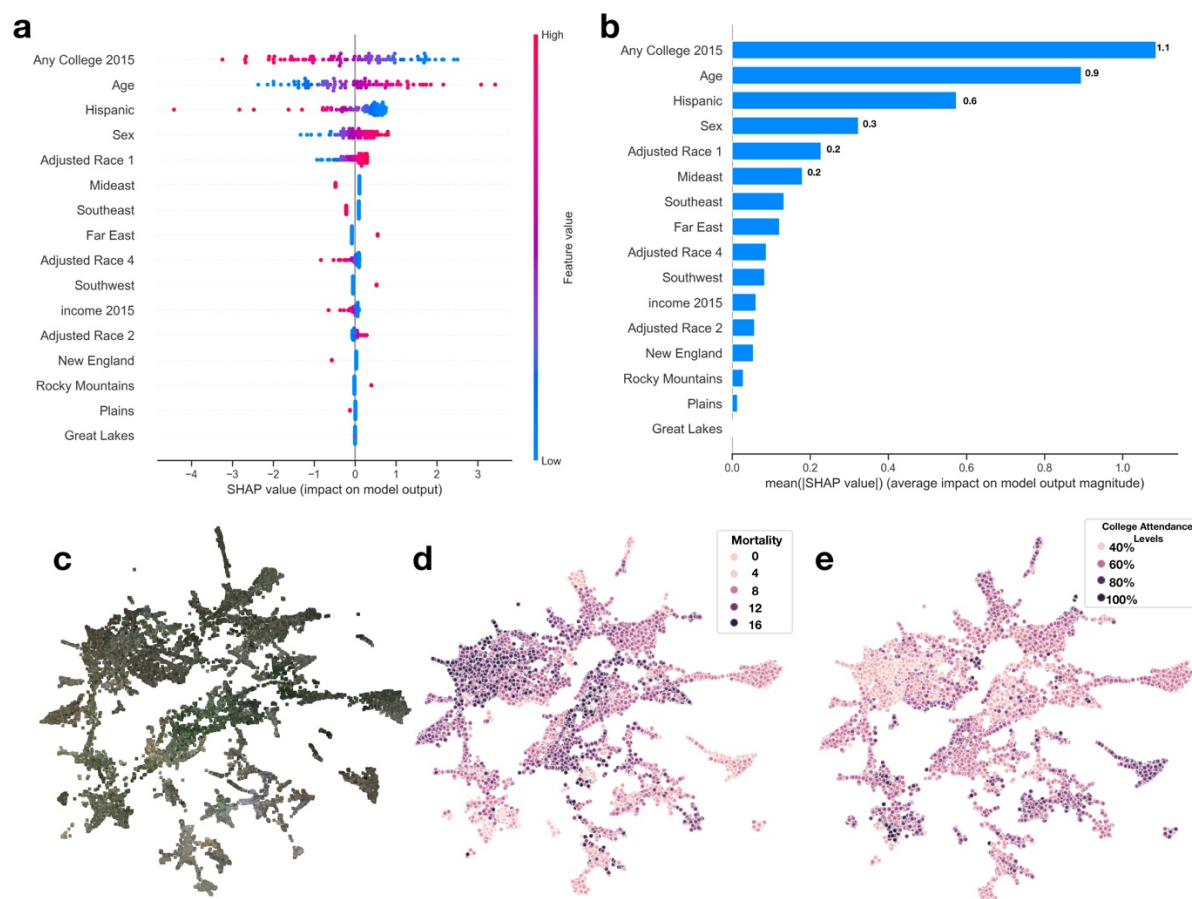 a
High
Any College 2015
Age
Hispanic
Sex
Adjusted Race 1
Mideast
Southeast
Far East
Adjusted Race 4
Southwest
income 2015
Adjusted Race 2
New England
Rocky Mountains
Plains
Great Lakes
Feature value
Low
−4 −3 −2 −1 0 1 2 3
SHAP value (impact on model output)
b
Any College 2015 1.1
Age 0.9
Hispanic 0.6
Sex 0.3
Adjusted Race 1 0.2
Mideast 0.2
Southeast
Far East
Adjusted Race 4
Southwest
income 2015
Adjusted Race 2
New England
Rocky Mountains
Plains
Great Lakes
0.0 0.2 0.4 0.6 0.8 1.0
mean(|SHAP value|) (average impact on model output magnitude)
c
d
Mortality
0
4
8
12
16
e
College Attendance
Levels
40%
60%
80%
100%